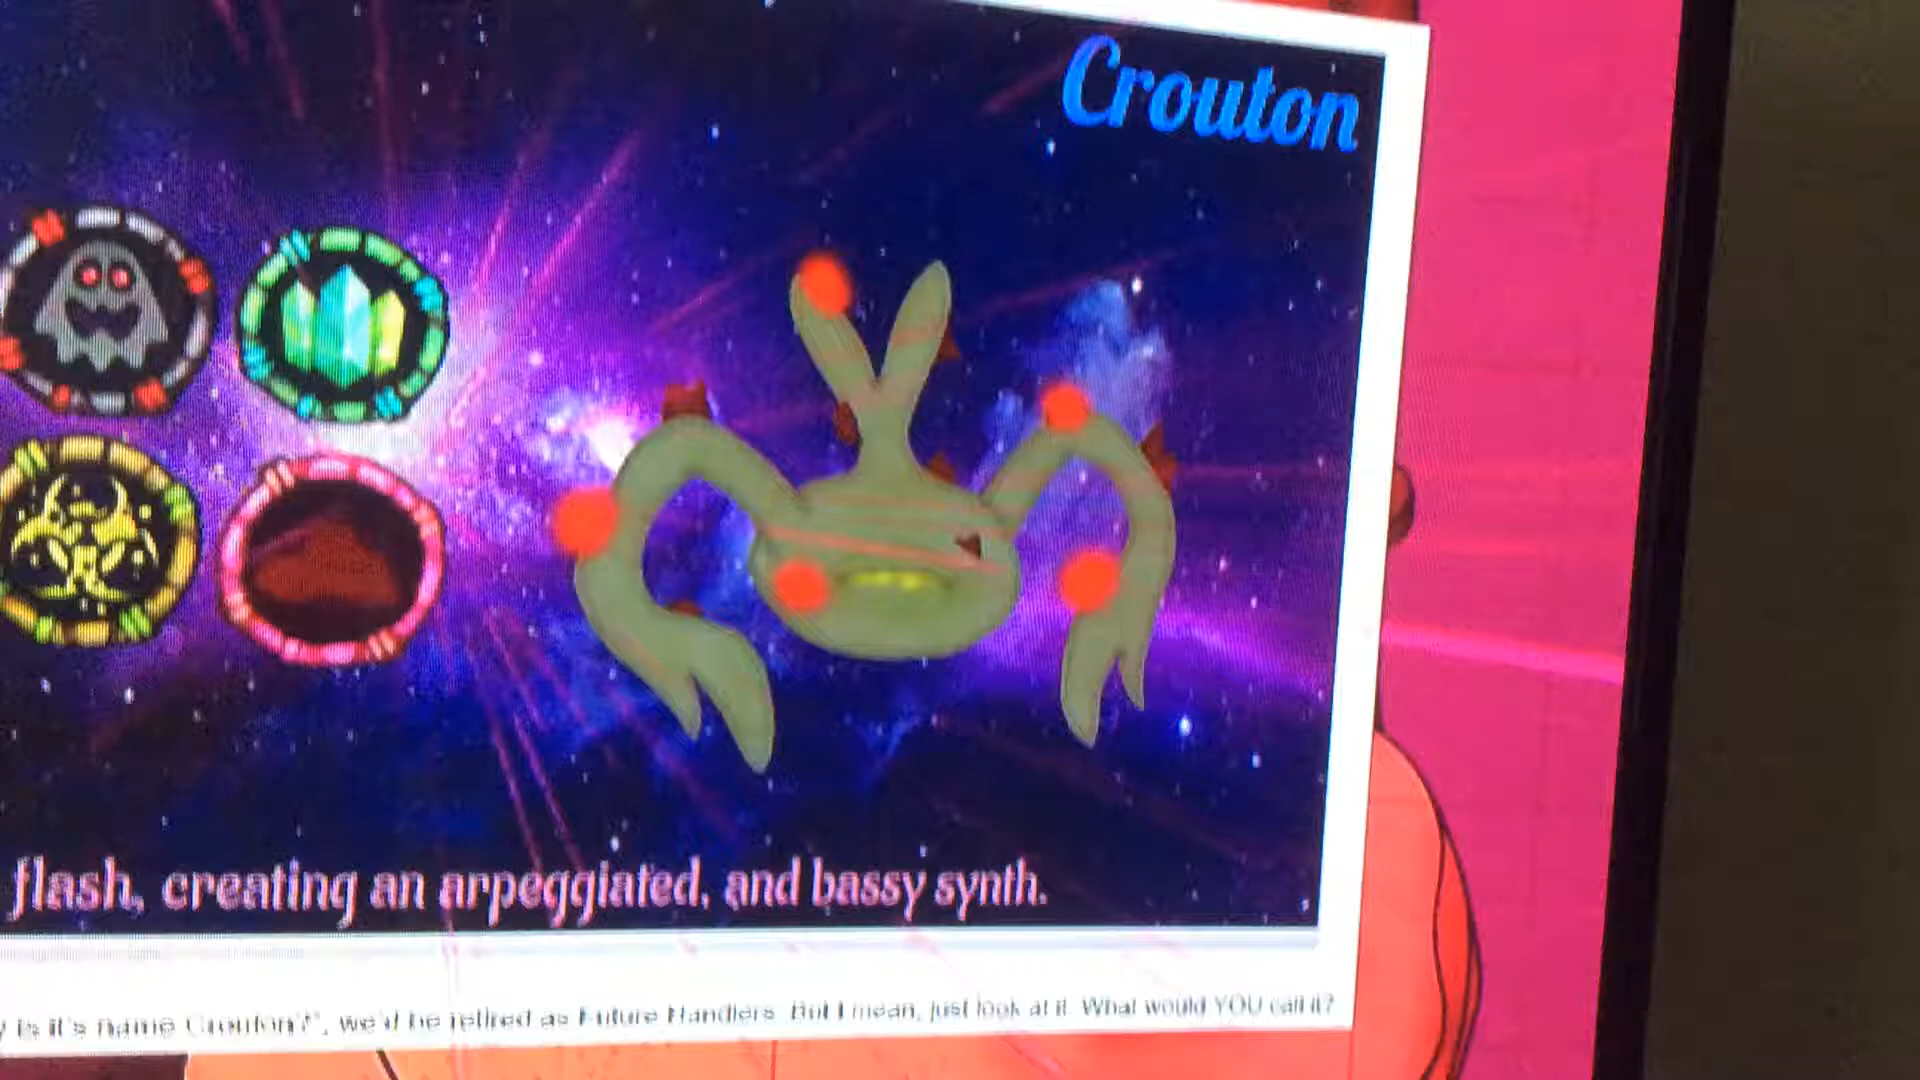 Crouton
flash, creating an arpeggiated, and bassy synth.
is it's name Crouton?", we'd be retired as Future Handlers. But I mean, just look at it. What would YOU call it?